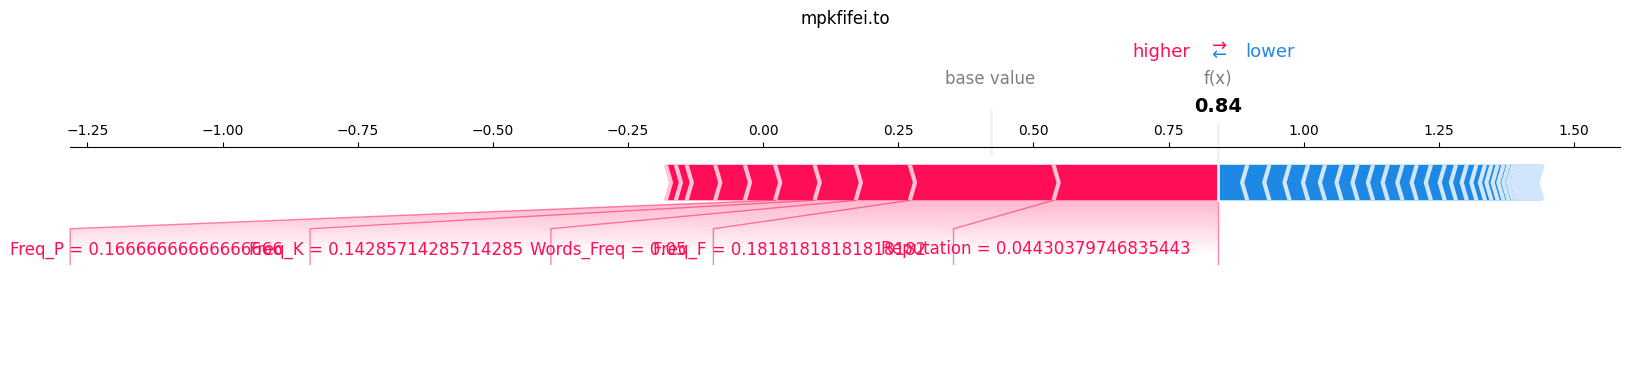 mpkfifei.to
higher ⇄ lower
base value f(x)
0.84
−1.25 −1.00 −0.75 −0.50 −0.25 0.00 0.25 0.50 0.75 1.00 1.25 1.50
Freq_P = 0.16666666666666666 Freq_K = 0.14285714285714285 Words_Freq = 0.05 Freq_F = 0.18181818181818182 Reputation = 0.04430379746835443